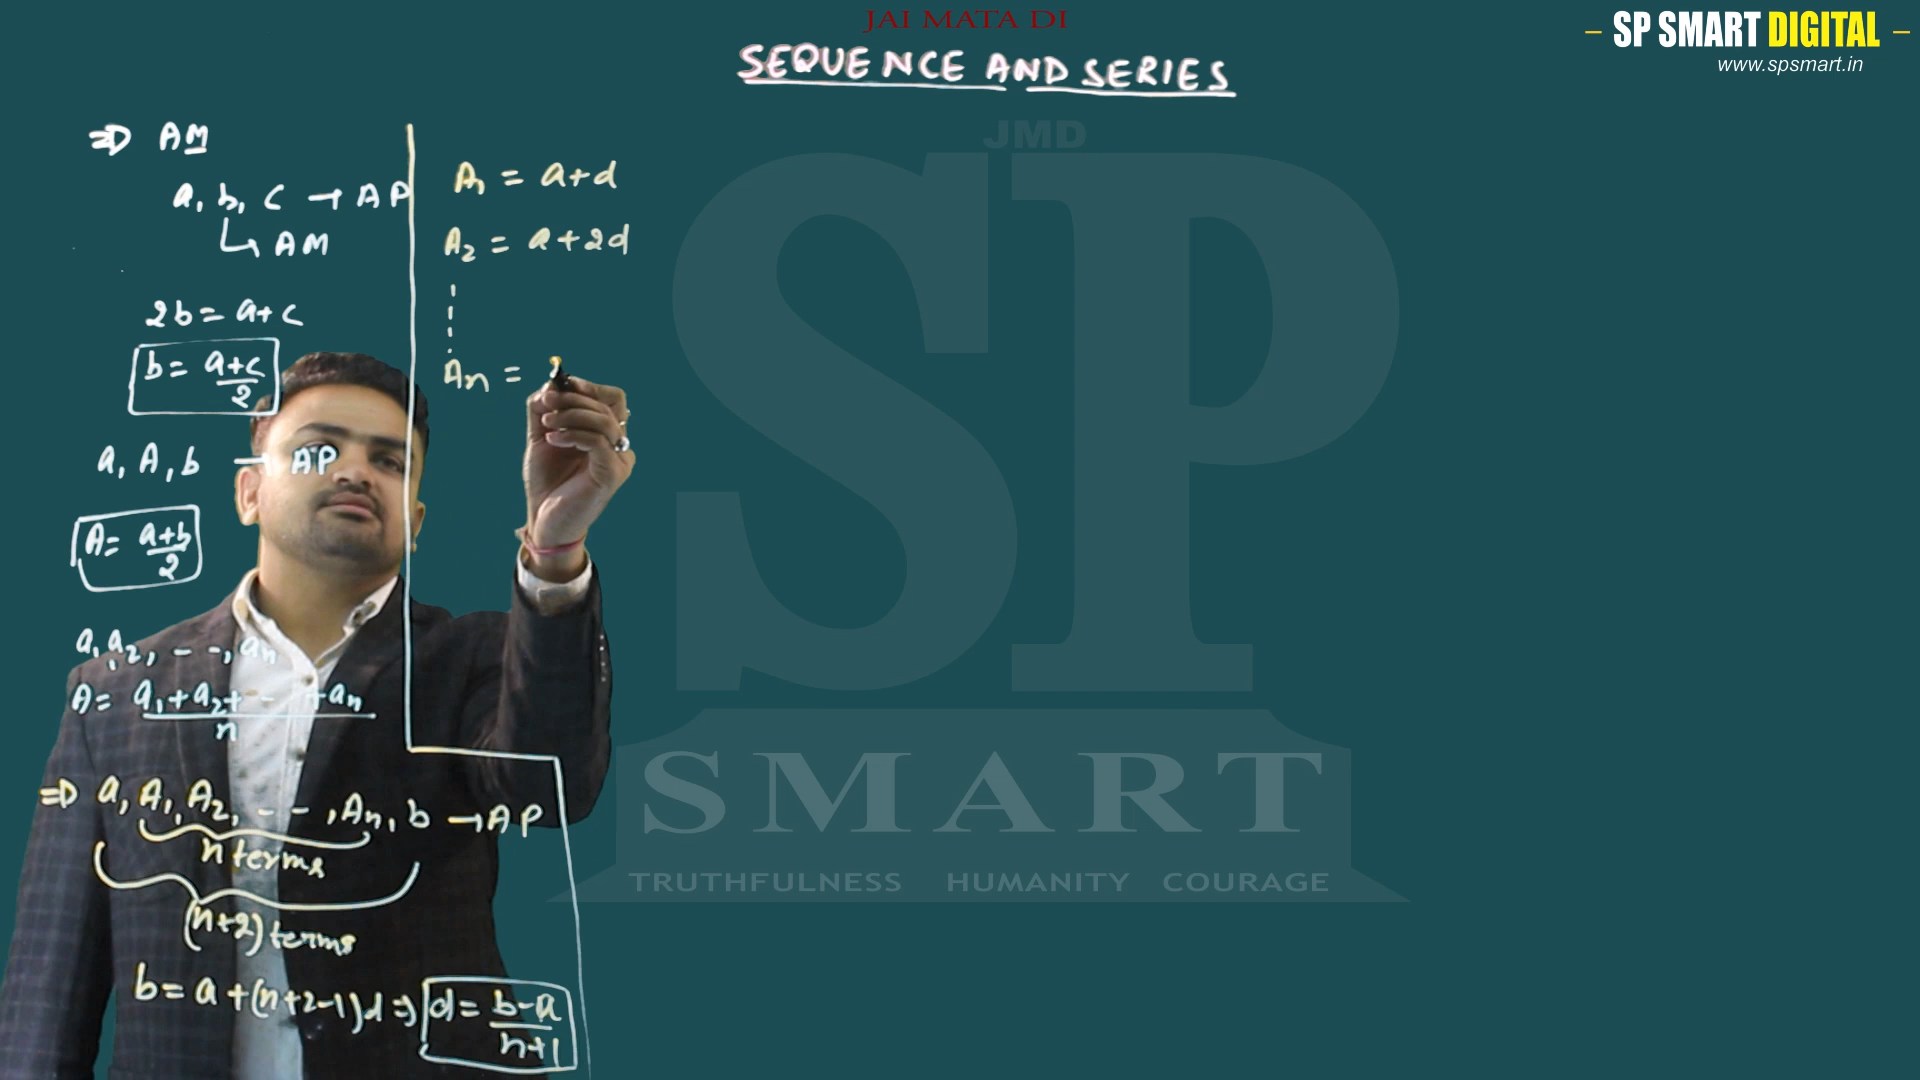 JAI MATA DI
SEQUENCE AND SERIES
– SP SMART DIGITAL –
www.spsmart.in
⇒ AM
a, b, c → AP
↳ AM
2b = a+c
b = a+c/2
a, A, b → AP
A = a+b/2
a₁, a₂, - -, aₙ
A = a₁+a₂+ - - +aₙ/n
⇒ a, A₁, A₂, - - -, Aₙ, b → AP
n terms
(n+2) terms
b = a + (n+2-1)d ⇒ d = b-a/n+1
A₁ = a+d
A₂ = a+2d
Aₙ =
JMD
SP
SMART
TRUTHFULNESS HUMANITY COURAGE